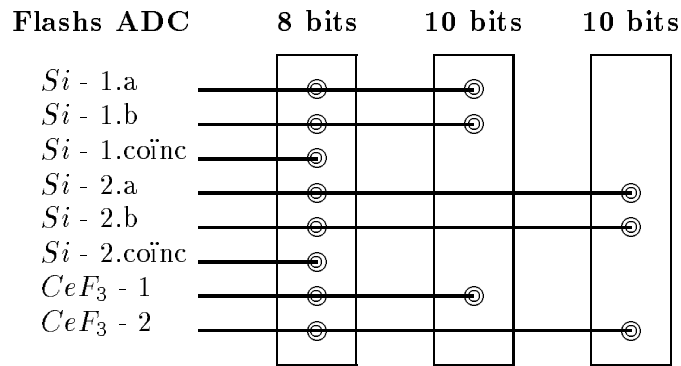 Flashs ADC 8 bits 10 bits 10 bits
Si - 1.a
Si - 1.b
Si - 1.coïnc
Si - 2.a
Si - 2.b
Si - 2.coïnc
CeF₃ - 1
CeF₃ - 2